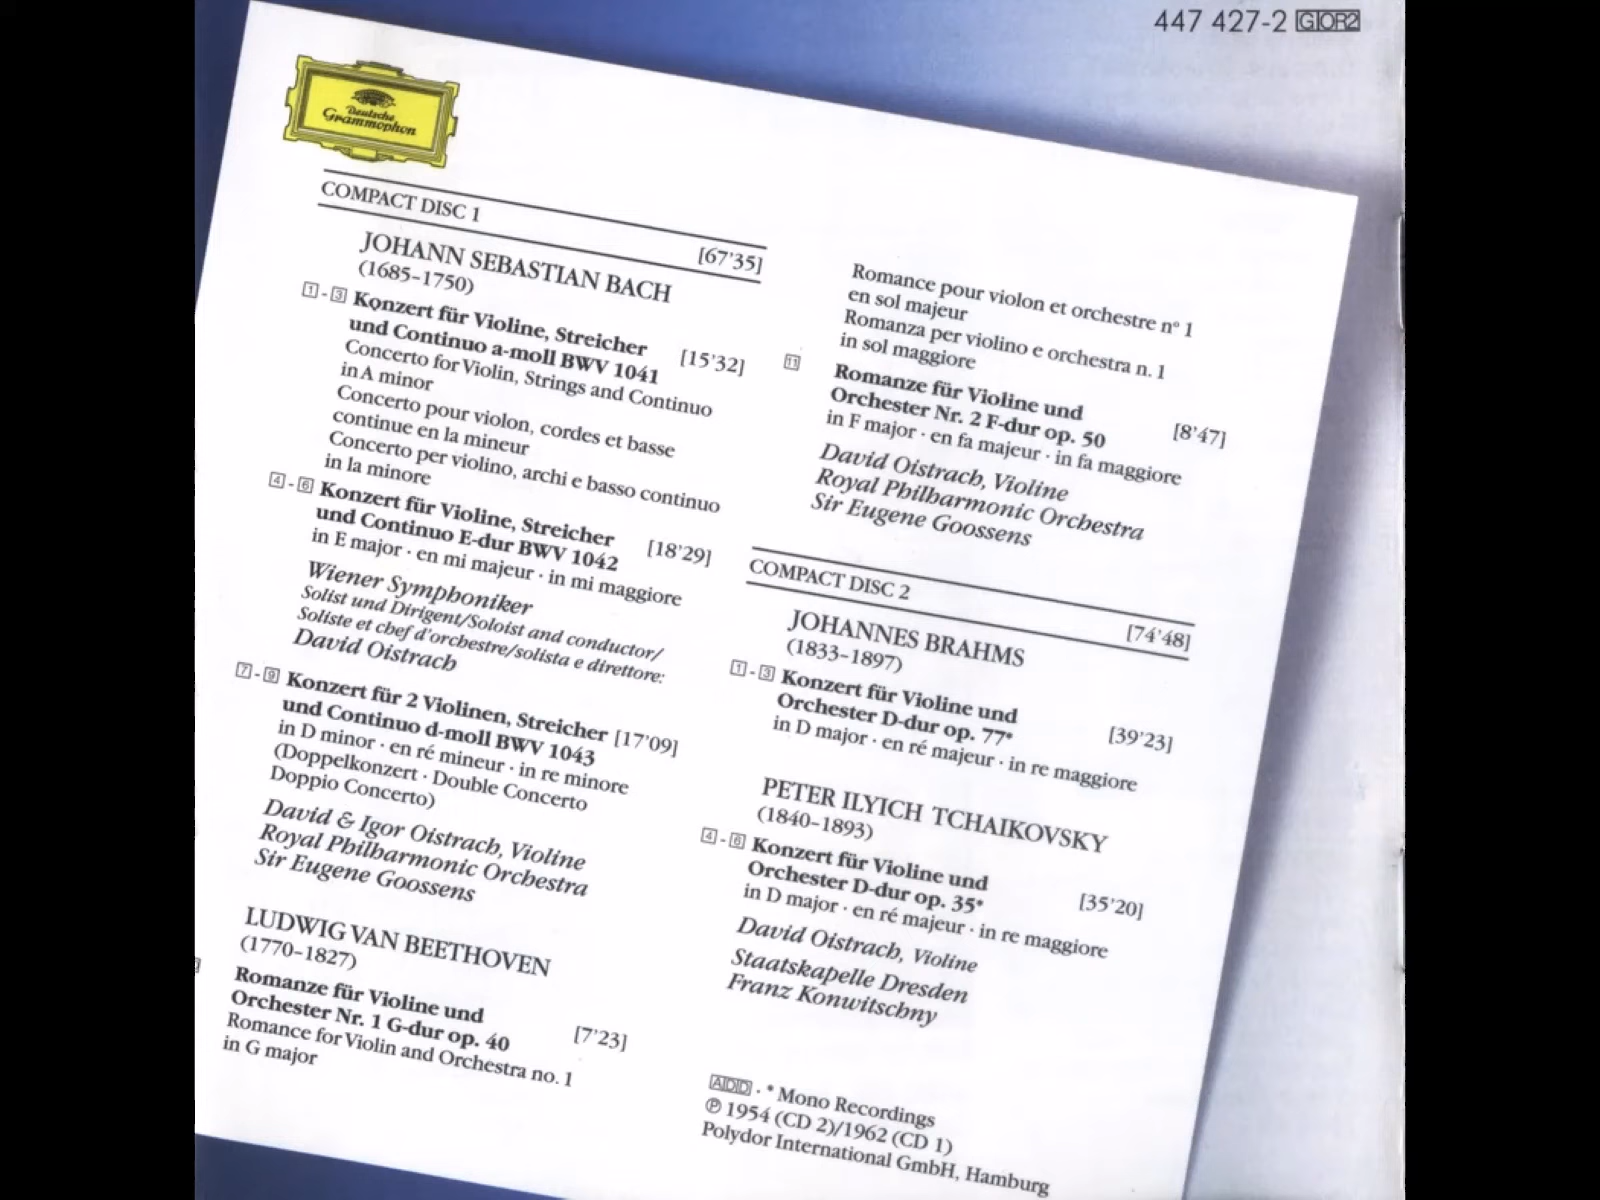 447 427-2 GOR2
Deutsche
Grammophon
COMPACT DISC 1
[67'35]
JOHANN SEBASTIAN BACH
(1685–1750)
1 - 3 Konzert für Violine, Streicher
und Continuo a-moll BWV 1041 [15'32]
Concerto for Violin, Strings and Continuo
in A minor
Concerto pour violon, cordes et basse
continue en la mineur
Concerto per violino, archi e basso continuo
in la minore
4 - 6 Konzert für Violine, Streicher
und Continuo E-dur BWV 1042 [18'29]
in E major · en mi majeur · in mi maggiore
Wiener Symphoniker
Solist und Dirigent/Soloist and conductor/
Soliste et chef d'orchestre/solista e direttore:
David Oistrach
7 - 9 Konzert für 2 Violinen, Streicher [17'09]
und Continuo d-moll BWV 1043
in D minor · en ré mineur · in re minore
(Doppelkonzert · Double Concerto
Doppio Concerto)
David & Igor Oistrach, Violine
Royal Philharmonic Orchestra
Sir Eugene Goossens
LUDWIG VAN BEETHOVEN
(1770–1827)
Romanze für Violine und
Orchester Nr. 1 G-dur op. 40 [7'23]
Romance for Violin and Orchestra no. 1
in G major
Romance pour violon et orchestre n° 1
en sol majeur
Romanza per violino e orchestra n. 1
in sol maggiore
11 Romanze für Violine und
Orchester Nr. 2 F-dur op. 50 [8'47]
in F major · en fa majeur · in fa maggiore
David Oistrach, Violine
Royal Philharmonic Orchestra
Sir Eugene Goossens
COMPACT DISC 2
[74'48]
JOHANNES BRAHMS
(1833–1897)
1 - 3 Konzert für Violine und
Orchester D-dur op. 77* [39'23]
in D major · en ré majeur · in re maggiore
PETER ILYICH TCHAIKOVSKY
(1840–1893)
4 - 6 Konzert für Violine und
Orchester D-dur op. 35* [35'20]
in D major · en ré majeur · in re maggiore
David Oistrach, Violine
Staatskapelle Dresden
Franz Konwitschny
ADD · * Mono Recordings
℗ 1954 (CD 2)/1962 (CD 1)
Polydor International GmbH, Hamburg